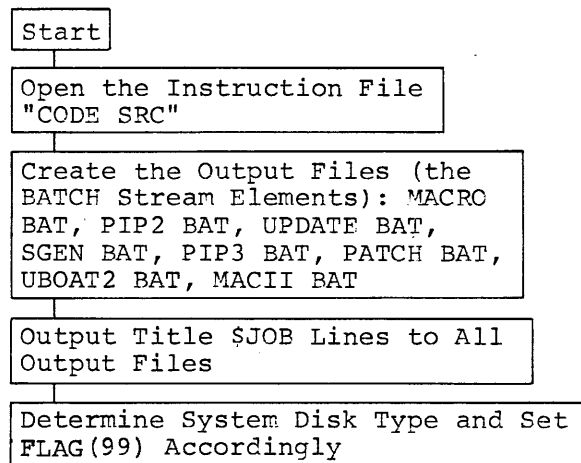 Start
Open the Instruction File
"CODE SRC"
Create the Output Files (the
BATCH Stream Elements): MACRO
BAT, PIP2 BAT, UPDATE BAT,
SGEN BAT, PIP3 BAT, PATCH BAT,
UBOAT2 BAT, MACII BAT
Output Title $JOB Lines to All
Output Files
Determine System Disk Type and Set
FLAG(99) Accordingly